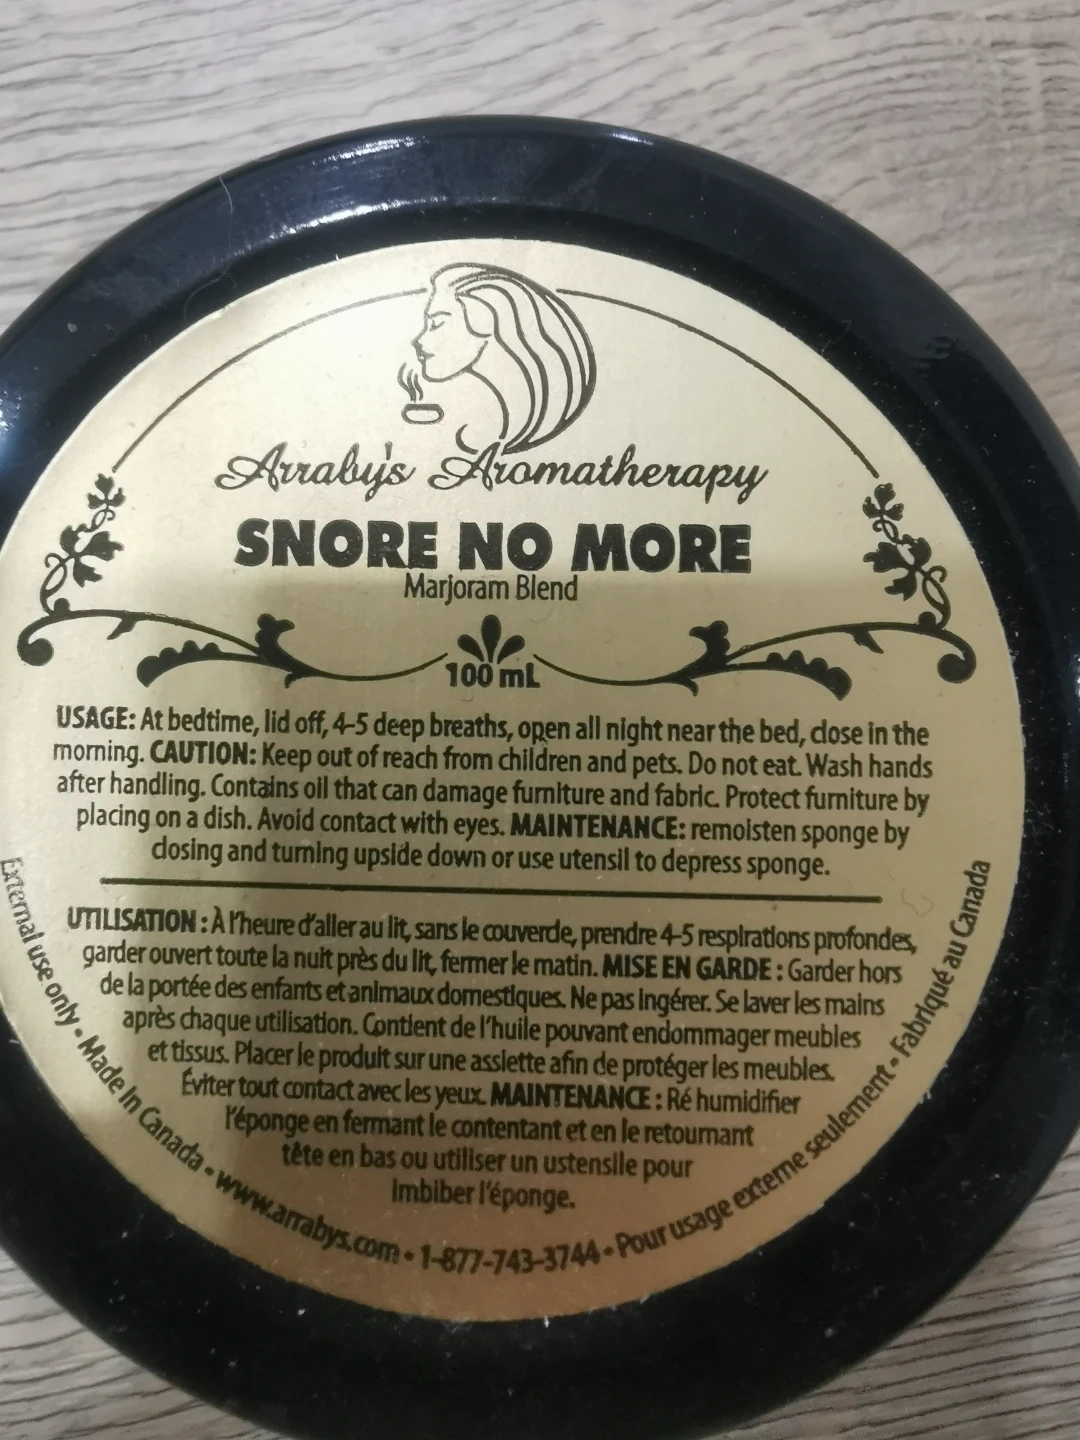 Arraby's Aromatherapy
SNORE NO MORE
Marjoram Blend
100 mL
USAGE: At bedtime, lid off, 4-5 deep breaths, open all night near the bed, close in the
morning. CAUTION: Keep out of reach from children and pets. Do not eat. Wash hands
after handling. Contains oil that can damage furniture and fabric. Protect furniture by
placing on a dish. Avoid contact with eyes. MAINTENANCE: remoisten sponge by
closing and turning upside down or use utensil to depress sponge.
UTILISATION : À l'heure d'aller au lit, sans le couvercle, prendre 4-5 respirations profondes,
garder ouvert toute la nuit près du lit, fermer le matin. MISE EN GARDE : Garder hors
de la portée des enfants et animaux domestiques. Ne pas ingérer. Se laver les mains
après chaque utilisation. Contient de l'huile pouvant endommager meubles
et tissus. Placer le produit sur une assiette afin de protéger les meubles.
Éviter tout contact avec les yeux. MAINTENANCE : Ré humidifier
l'éponge en fermant le contentant et en le retournant
tête en bas ou utiliser un ustensile pour
imbiber l'éponge.
External use only • Made in Canada • www.arrabys.com • 1-877-743-3744 • Pour usage externe seulement • Fabriqué au Canada